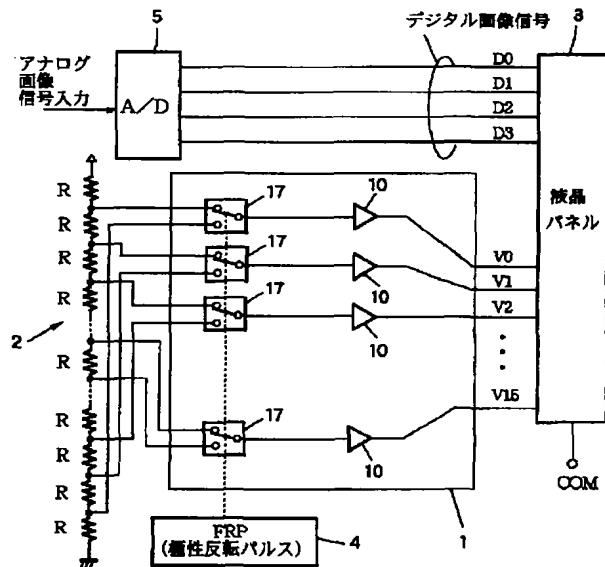 5
デジタル画像信号
3
アナログ
画像
信号入力
A/D
D0
D1
D2
D3
液晶
パネル
R
R
R
R
R
R
R
R
R
2
17
17
17
17
10
10
10
10
V0
V1
V2
V15
COM
1
FRP
(極性反転パルス)
4